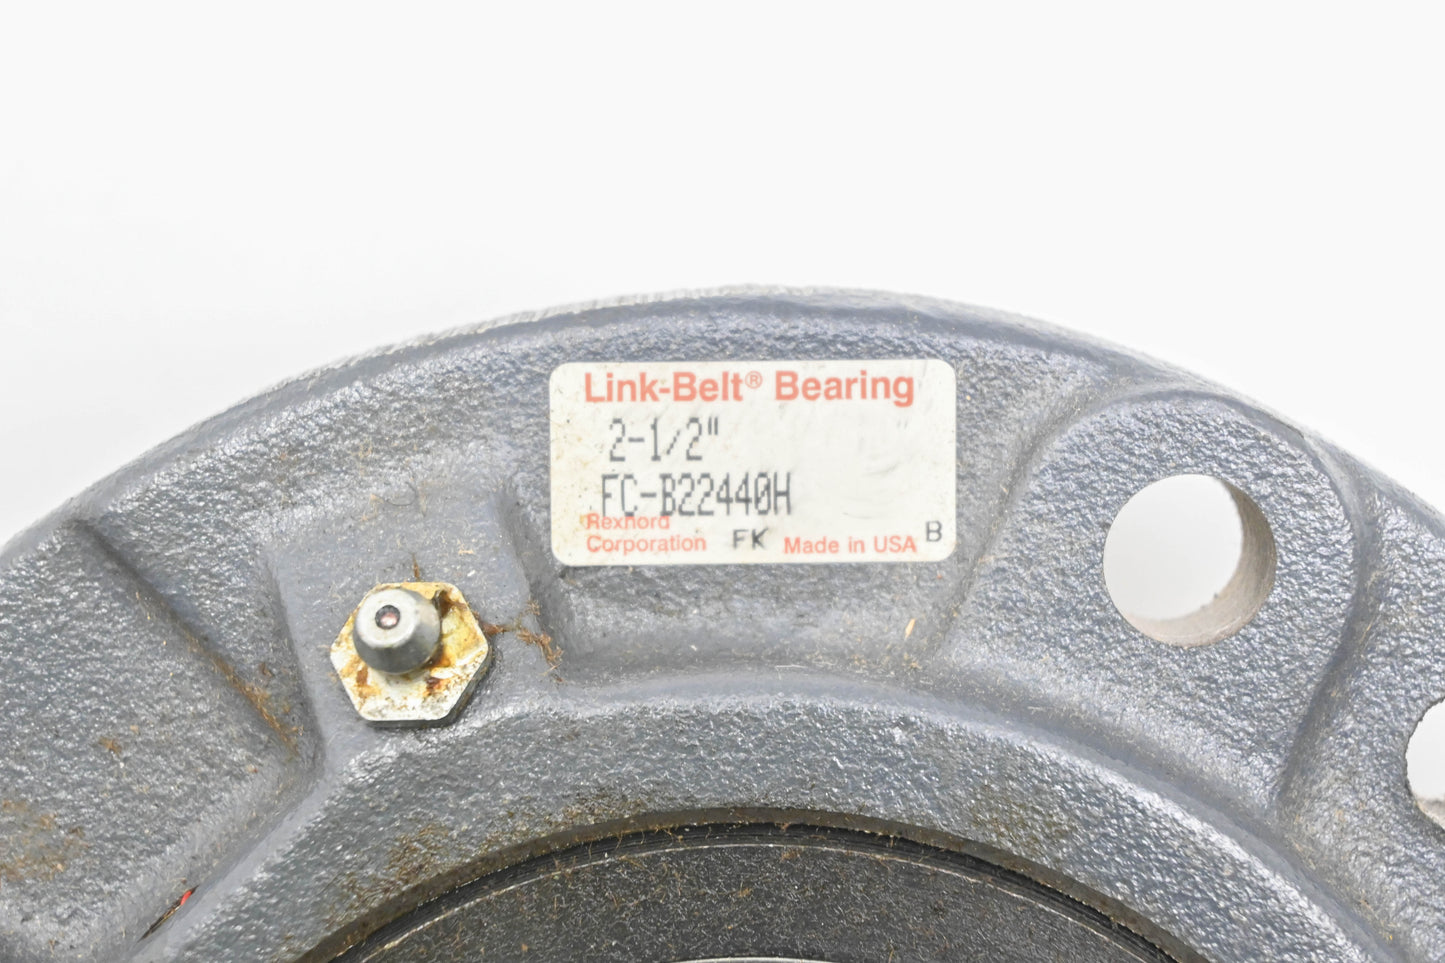 Link-Belt® Bearing
2-1/2"
FC-B22440H
Rexnord
Corporation FK Made in USA B